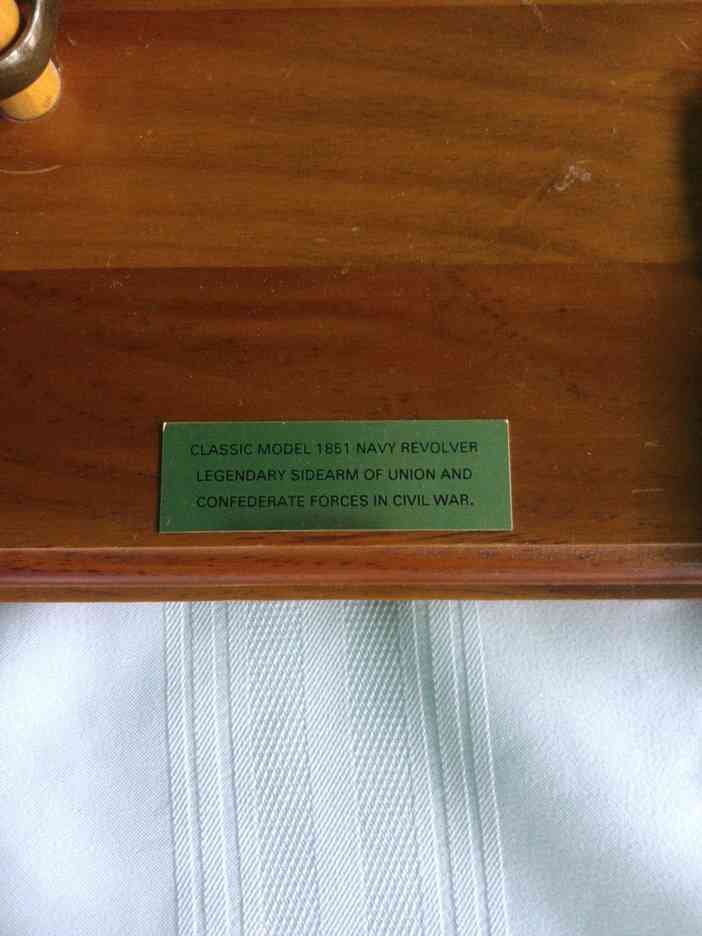 CLASSIC MODEL 1851 NAVY REVOLVER
LEGENDARY SIDEARM OF UNION AND
CONFEDERATE FORCES IN CIVIL WAR.